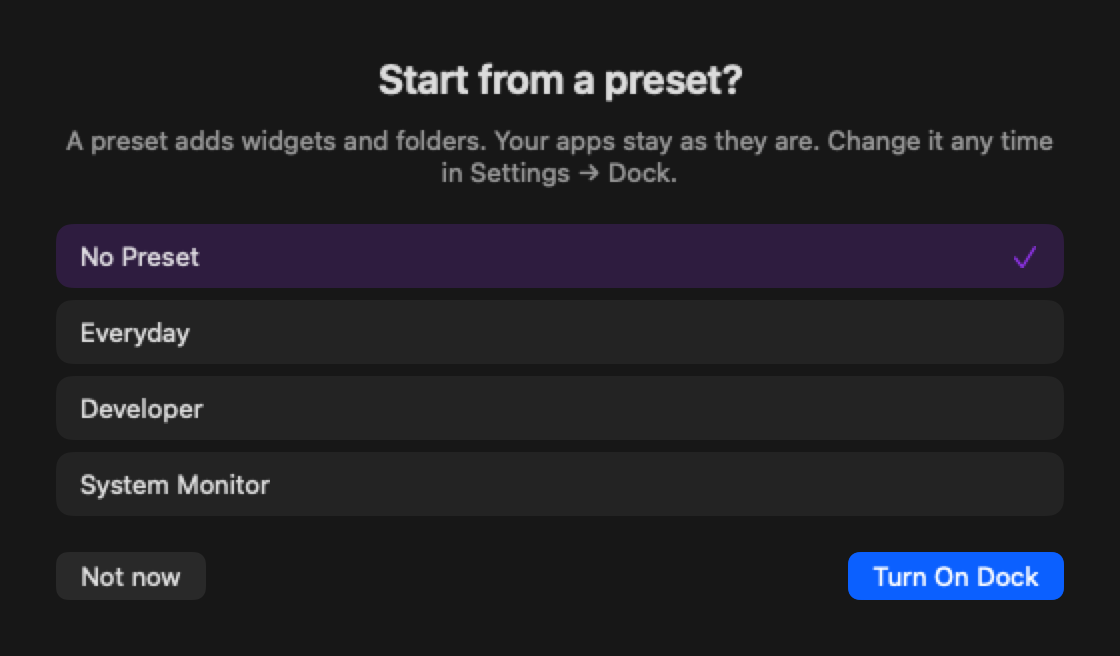 Start from a preset?
A preset adds widgets and folders. Your apps stay as they are. Change it any time
in Settings → Dock.
No Preset
Everyday
Developer
System Monitor
Not now
Turn On Dock